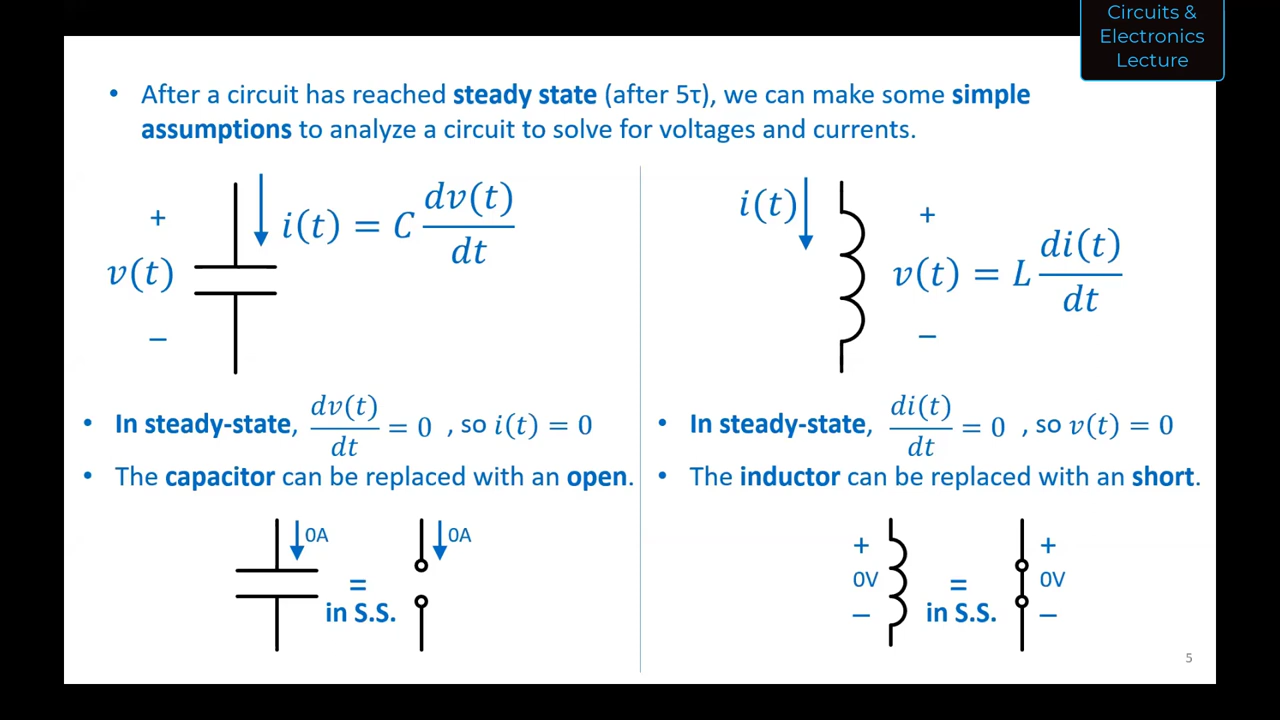 Circuits &
Electronics
Lecture
• After a circuit has reached steady state (after 5τ), we can make some simple
assumptions to analyze a circuit to solve for voltages and currents.
+
v(t)
−
i(t) = C dv(t)/dt
i(t)
+
v(t) = L di(t)/dt
−
• In steady-state, dv(t)/dt = 0 , so i(t) = 0
• The capacitor can be replaced with an open.
• In steady-state, di(t)/dt = 0 , so v(t) = 0
• The inductor can be replaced with an short.
0A
=
in S.S.
0A
+
0V
−
=
in S.S.
+
0V
−
5